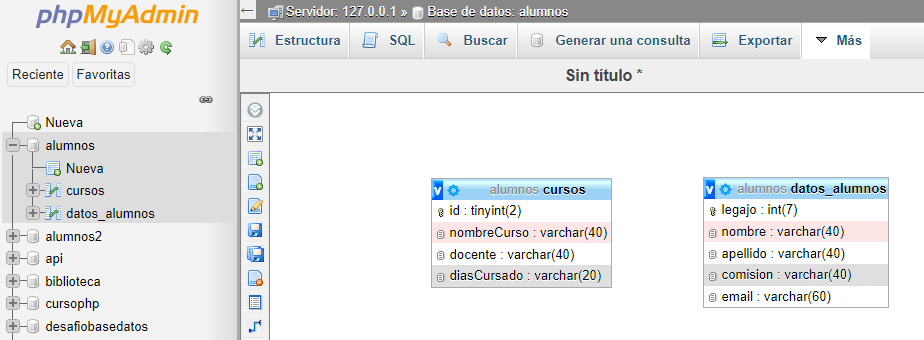 phpMyAdmin
Reciente Favoritas
Nueva
alumnos
Nueva
cursos
datos_alumnos
alumnos2
api
biblioteca
cursophp
desafiobasedatos
← Servidor: 127.0.0.1 » Base de datos: alumnos
Estructura SQL Buscar Generar una consulta Exportar Más
Sin título *
v alumnos cursos
id : tinyint(2)
nombreCurso : varchar(40)
docente : varchar(40)
diasCursado : varchar(20)
v alumnos datos_alumnos
legajo : int(7)
nombre : varchar(40)
apellido : varchar(40)
comision : varchar(40)
email : varchar(60)